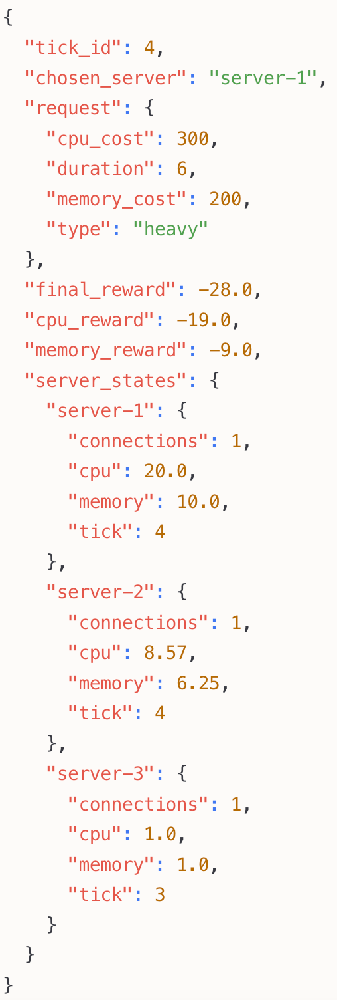 {
  "tick_id": 4,
  "chosen_server": "server-1",
  "request": {
    "cpu_cost": 300,
    "duration": 6,
    "memory_cost": 200,
    "type": "heavy"
  },
  "final_reward": -28.0,
  "cpu_reward": -19.0,
  "memory_reward": -9.0,
  "server_states": {
    "server-1": {
      "connections": 1,
      "cpu": 20.0,
      "memory": 10.0,
      "tick": 4
    },
    "server-2": {
      "connections": 1,
      "cpu": 8.57,
      "memory": 6.25,
      "tick": 4
    },
    "server-3": {
      "connections": 1,
      "cpu": 1.0,
      "memory": 1.0,
      "tick": 3
    }
  }
}